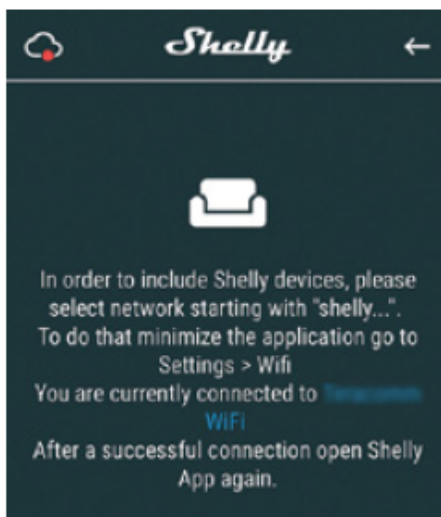 Shelly
In order to include Shelly devices, please
select network starting with "shelly...".
To do that minimize the application go to
Settings > Wifi
You are currently connected to
WiFi
After a successful connection open Shelly
App again.